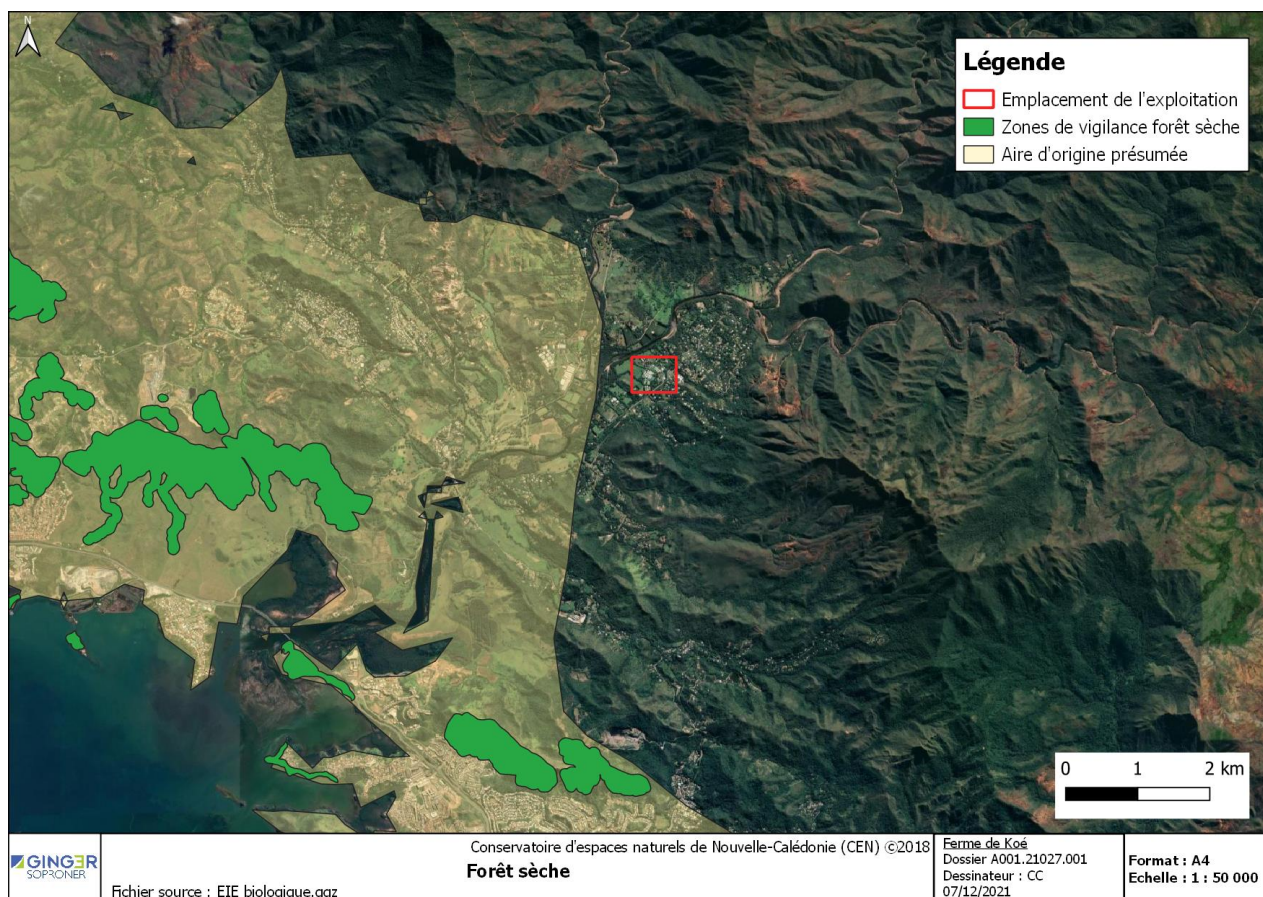 N
Légende
Emplacement de l'exploitation
Zones de vigilance forêt sèche
Aire d'origine présumée
0 1 2 km
GINGER
SOPRONER
Fichier source : EIE biologique.qgz
Conservatoire d'espaces naturels de Nouvelle-Calédonie (CEN) ©2018
Forêt sèche
Ferme de Koé
Dossier A001.21027.001
Dessinateur : CC
07/12/2021
Format : A4
Echelle : 1 : 50 000